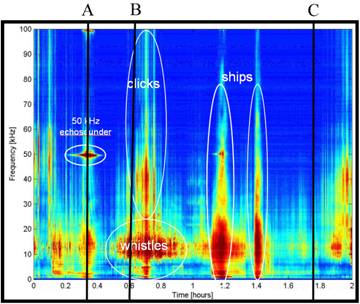 A B C
100
90
80
70
60
50
40
30
20
10
0
Frequency [kHz]
clicks
ships
50 kHz
echosounder
whistles
0 0.2 0.4 0.6 0.8 1 1.2 1.4 1.6 1.8 2
Time [hours]